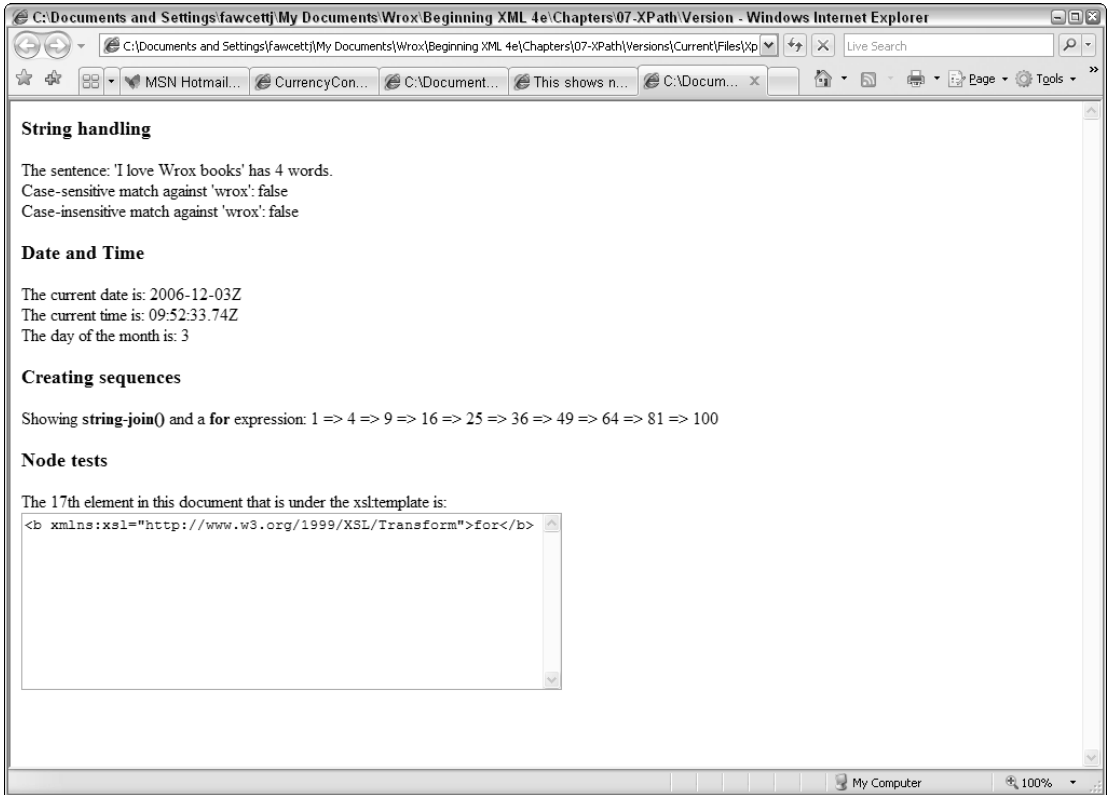 C:\Documents and Settings\fawcettj\My Documents\Wrox\Beginning XML 4e\Chapters\07-XPath\Version - Windows Internet Explorer
C:\Documents and Settings\fawcettj\My Documents\Wrox\Beginning XML 4e\Chapters\07-XPath\Versions\Current\Files\Xp
Live Search
MSN Hotmail...
CurrencyCon...
C:\Document...
This shows n...
C:\Docum...
Page
Tools
»
String handling
The sentence: 'I love Wrox books' has 4 words.
Case-sensitive match against 'wrox': false
Case-insensitive match against 'wrox': false
Date and Time
The current date is: 2006-12-03Z
The current time is: 09:52:33.74Z
The day of the month is: 3
Creating sequences
Showing string-join() and a for expression: 1 => 4 => 9 => 16 => 25 => 36 => 49 => 64 => 81 => 100
Node tests
The 17th element in this document that is under the xsl:template is:
<b xmlns:xsl="http://www.w3.org/1999/XSL/Transform">for</b>
My Computer
100%